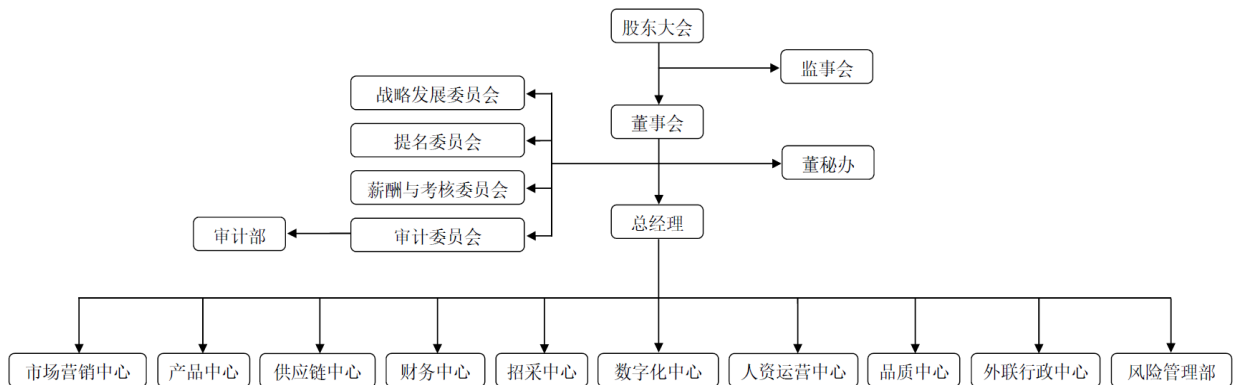 股东大会
监事会
战略发展委员会
董事会
提名委员会
董秘办
薪酬与考核委员会
总经理
审计部
审计委员会
市场营销中心
产品中心
供应链中心
财务中心
招采中心
数字化中心
人资运营中心
品质中心
外联行政中心
风险管理部